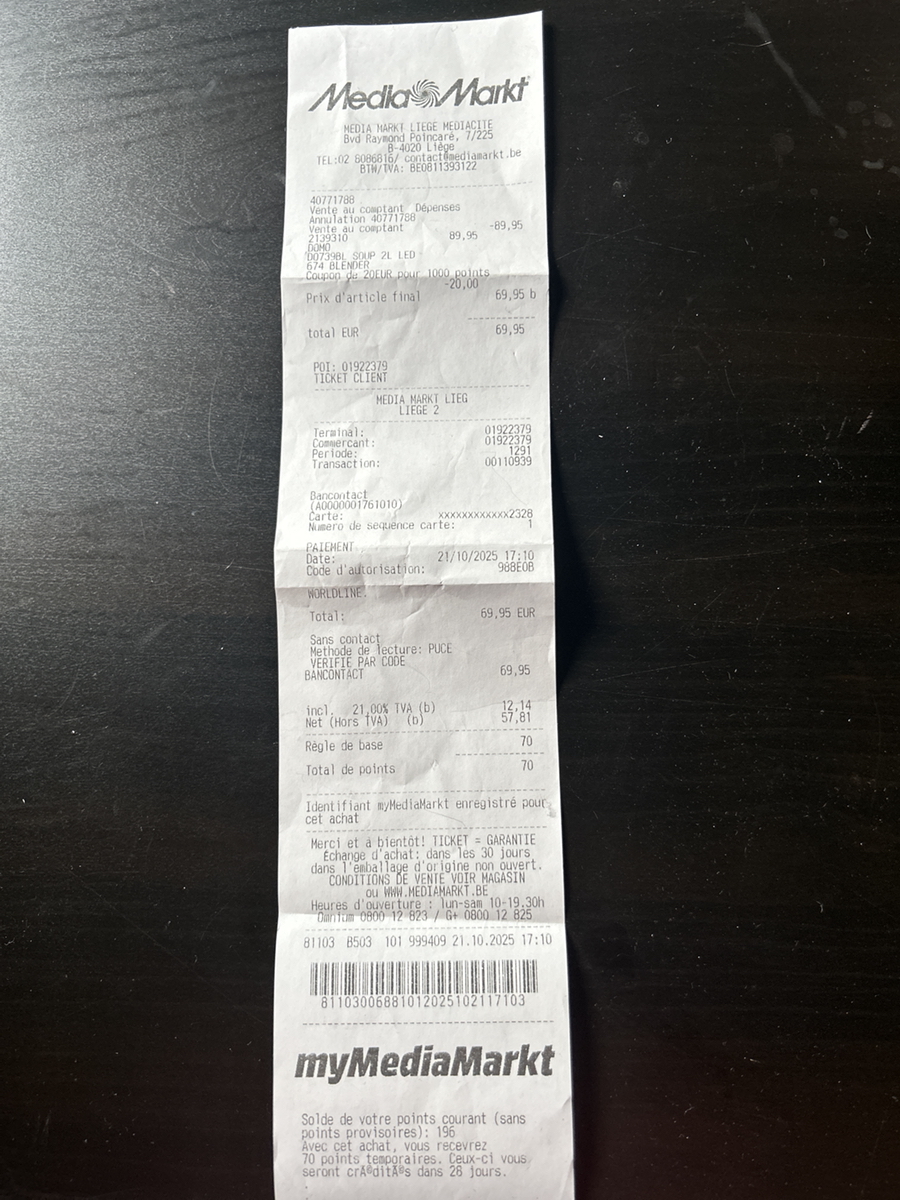 MediaMarkt
MEDIA MARKT LIEGE MEDIACITE
Bvd Raymond Poincaré, 7/225
B-4020 Liège
TEL:02 6086816/ contact@mediamarkt.be
BTW/TVA: BE0811393122
40771788
Vente au comptant Dépenses
Annulation 40771788
Vente au comptant -89,95
2139310 89,95
DOMO
DO739BL SOUP 2L LED
674 BLENDER
Coupon de 20EUR pour 1000 points
-20,00
Prix d'article final 69,95 b
total EUR 69,95
POI: 01922379
TICKET CLIENT
MEDIA MARKT LIEG
LIEGE 2
Terminal: 01922379
Commercant: 01922379
Periode: 1291
Transaction: 00110939
Bancontact
(A0000001761010)
Carte: xxxxxxxxxxxx2328
Numero de sequence carte: 1
PAIEMENT
Date: 21/10/2025 17:10
Code d'autorisation: 988E0B
WORLDLINE.
Total: 69,95 EUR
Sans contact
Methode de lecture: PUCE
VERIFIE PAR CODE
BANCONTACT 69,95
incl. 21,00% TVA (b) 12,14
Net (Hors TVA) (b) 57,81
Règle de base 70
Total de points 70
Identifiant myMediaMarkt enregistré pour
cet achat
Merci et à bientôt! TICKET = GARANTIE
Échange d'achat: dans les 30 jours
dans l'emballage d'origine non ouvert.
CONDITIONS DE VENTE VOIR MAGASIN
ou WWW.MEDIAMARKT.BE
Heures d'ouverture : lun-sam 10-19.30h
Omnium 0800 12 823 / G+ 0800 12 825
81103 B503 101 999409 21.10.2025 17:10
8110300688101202510211​7103
myMediaMarkt
Solde de votre points courant (sans
points provisoires): 196
Avec cet achat, vous recevrez
70 points temporaires. Ceux-ci vous
seront crÃ©ditÃ©s dans 28 jours.